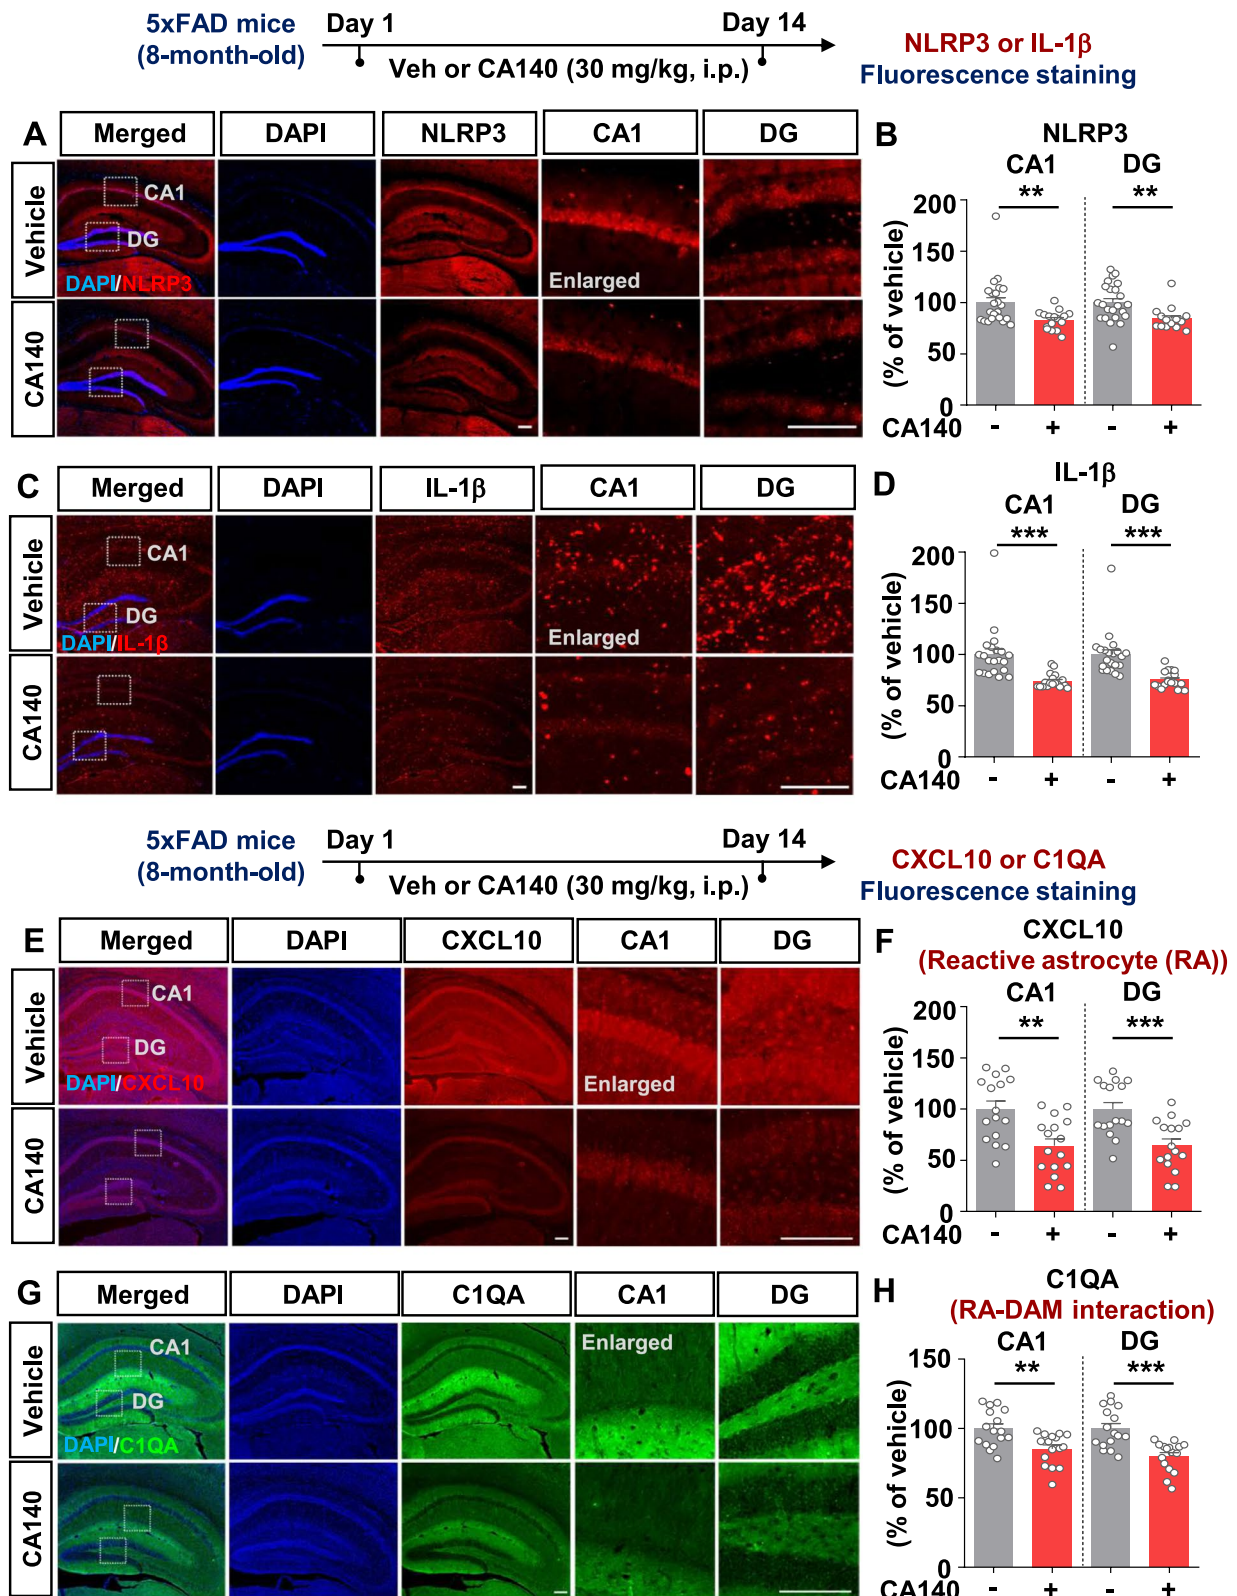 5xFAD mice
(8-month-old)
Day 1
Day 14
Veh or CA140 (30 mg/kg, i.p.)
NLRP3 or IL-1β
Fluorescence staining
A
Merged
DAPI
NLRP3
CA1
DG
Vehicle
CA1
DG
DAPI/NLRP3
Enlarged
CA140
B
NLRP3
CA1
DG
**
**
(% of vehicle)
200
150
100
50
0
CA140
-
+
-
+
C
Merged
DAPI
IL-1β
CA1
DG
Vehicle
CA1
DG
DAPI/IL-1β
Enlarged
CA140
D
IL-1β
CA1
DG
***
***
(% of vehicle)
200
150
100
50
0
CA140
-
+
-
+
5xFAD mice
(8-month-old)
Day 1
Day 14
Veh or CA140 (30 mg/kg, i.p.)
CXCL10 or C1QA
Fluorescence staining
E
Merged
DAPI
CXCL10
CA1
DG
Vehicle
CA1
DG
DAPI/CXCL10
Enlarged
CA140
F
CXCL10
(Reactive astrocyte (RA))
CA1
DG
**
***
(% of vehicle)
200
150
100
50
0
CA140
-
+
-
+
G
Merged
DAPI
C1QA
CA1
DG
Vehicle
CA1
DG
DAPI/C1QA
Enlarged
CA140
H
C1QA
(RA-DAM interaction)
CA1
DG
**
***
(% of vehicle)
150
100
50
0
CA140
-
+
-
+